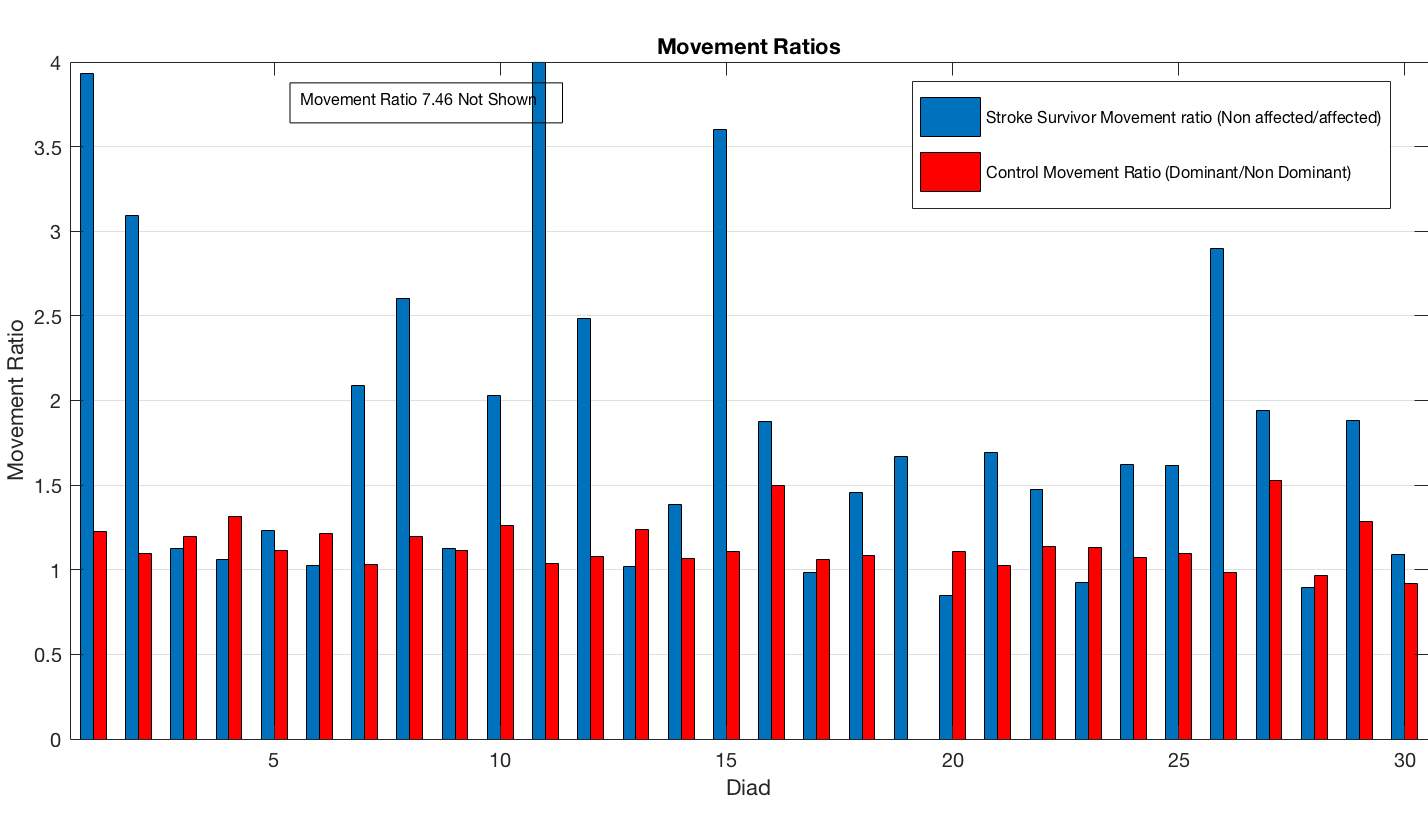 Movement Ratios
4
Movement Ratio 7.46 Not Shown
Stroke Survivor Movement ratio (Non affected/affected)
3.5
Control Movement Ratio (Dominant/Non Dominant)
3
2.5
2
1.5
1
0.5
0
Movement Ratio
5
10
15
20
25
30
Diad